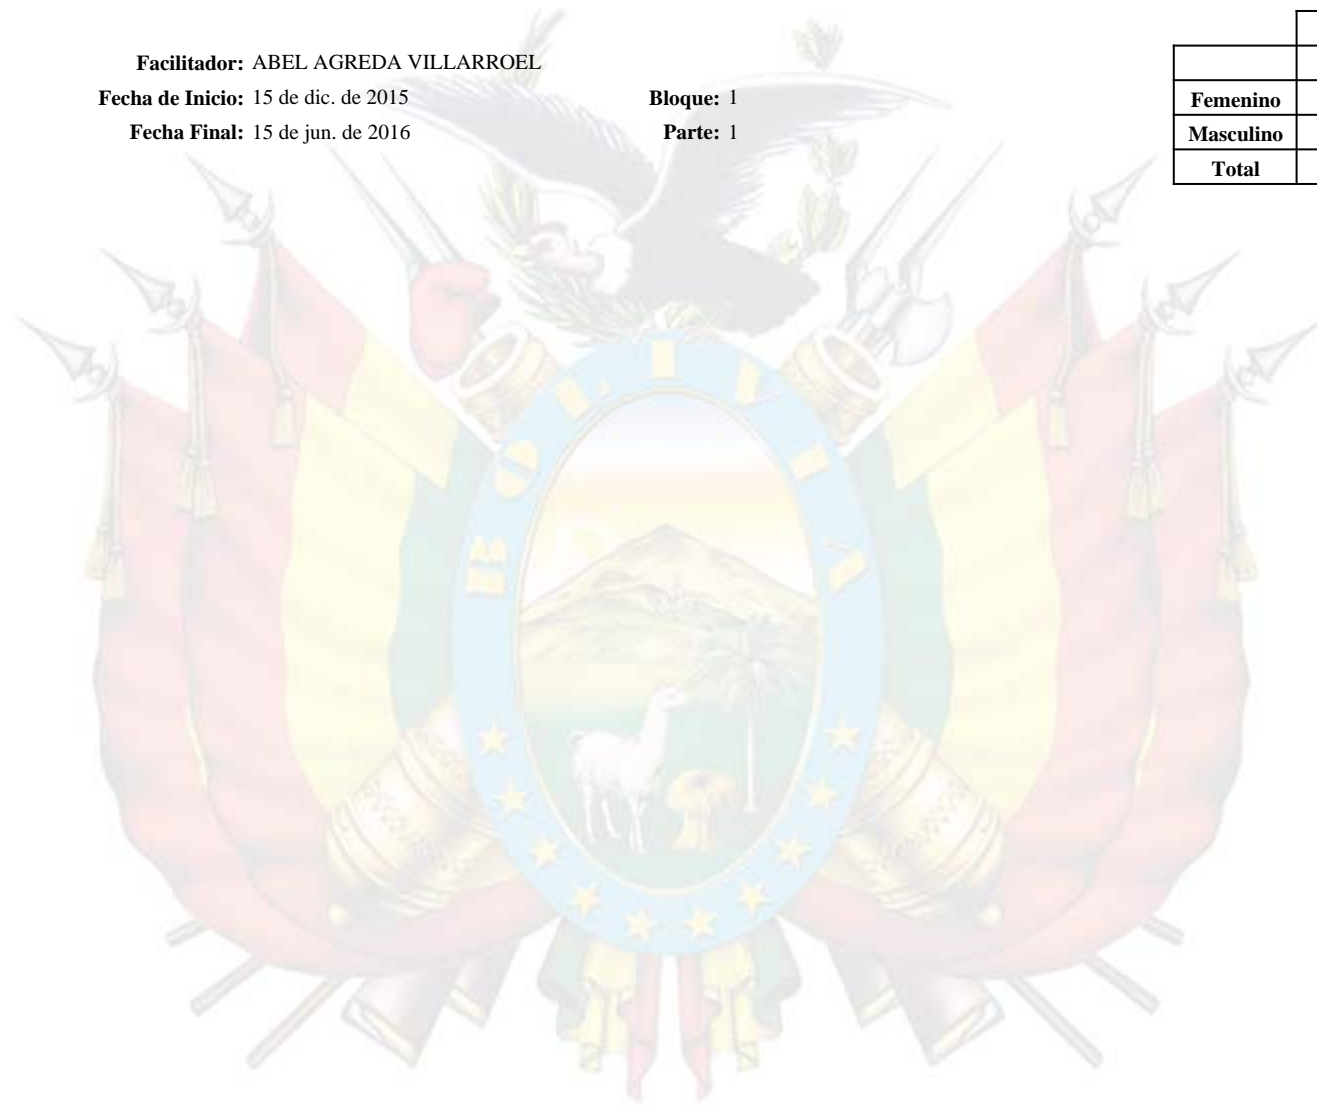 Facilitador: ABEL AGREDA VILLARROEL
Fecha de Inicio: 15 de dic. de 2015 Bloque: 1
Fecha Final: 15 de jun. de 2016 Parte: 1
Femenino
Masculino
Total
BOLIVIA